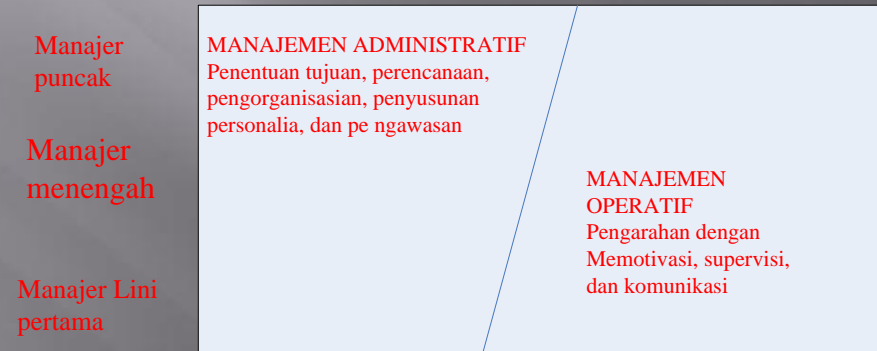 Manajer
puncak
Manajer
menengah
Manajer Lini
pertama
MANAJEMEN ADMINISTRATIF
Penentuan tujuan, perencanaan,
pengorganisasian, penyusunan
personalia, dan pe ngawasan
MANAJEMEN
OPERATIF
Pengarahan dengan
Memotivasi, supervisi,
dan komunikasi